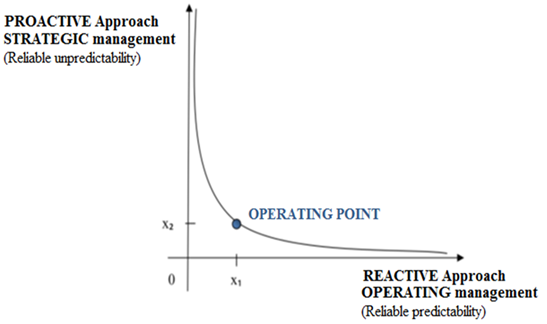 PROACTIVE Approach
STRATEGIC management
(Reliable unpredictability)
OPERATING POINT
x₂
0
x₁
REACTIVE Approach
OPERATING management
(Reliable predictability)